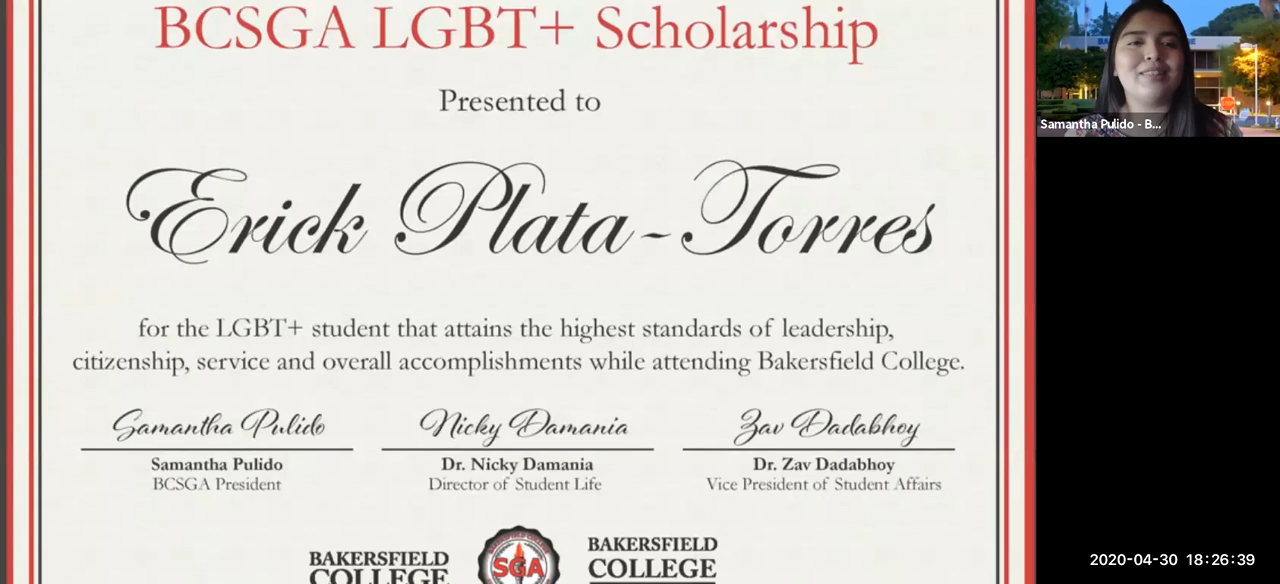 BCSGA LGBT+ Scholarship
Presented to
Erick Plata-Torres
for the LGBT+ student that attains the highest standards of leadership,
citizenship, service and overall accomplishments while attending Bakersfield College.
Samantha Pulido
Nicky Damania
Zav Dadabhoy
Samantha Pulido
Dr. Nicky Damania
Dr. Zav Dadabhoy
BCSGA President
Director of Student Life
Vice President of Student Affairs
BAKERSFIELD
COLLEGE
BAKERSFIELD COLLEGE
SGA
BAKERSFIELD
COLLEGE
Samantha Pulido - B...
2020-04-30 18:26:39